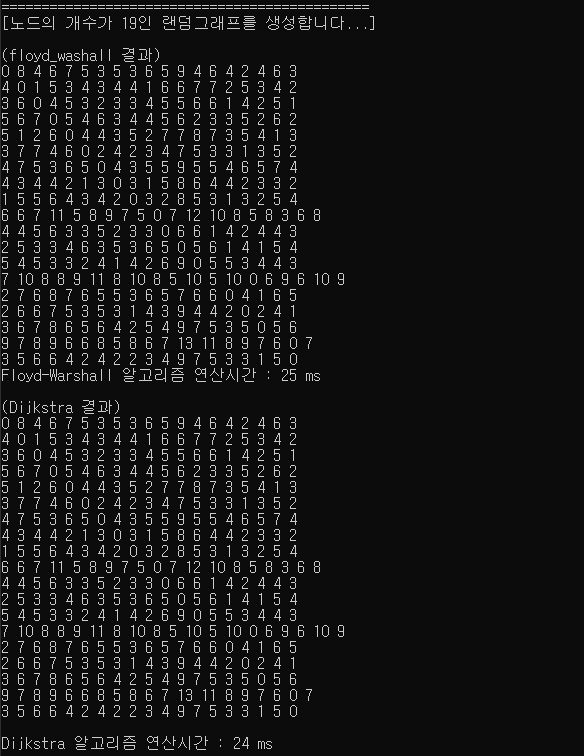 ==============================================
[노드의 개수가 19인 랜덤그래프를 생성합니다...]
(floyd_washall 결과)
0 8 4 6 7 5 3 5 3 6 5 9 4 6 4 2 4 6 3
4 0 1 5 3 4 3 4 4 1 6 6 7 7 2 5 3 4 2
3 6 0 4 5 3 2 3 3 4 5 5 6 6 1 4 2 5 1
5 6 7 0 5 4 6 3 4 4 5 6 2 3 3 5 2 6 2
5 1 2 6 0 4 4 3 5 2 7 7 8 7 3 5 4 1 3
3 7 7 4 6 0 2 4 2 3 4 7 5 3 3 1 3 5 2
4 7 5 3 6 5 0 4 3 5 5 9 5 5 4 6 5 7 4
4 3 4 4 2 1 3 0 3 1 5 8 6 4 4 2 3 3 2
1 5 5 6 4 3 4 2 0 3 2 8 5 3 1 3 2 5 4
6 6 7 11 5 8 9 7 5 0 7 12 10 8 5 8 3 6 8
4 4 5 6 3 3 5 2 3 3 0 6 6 1 4 2 4 4 3
2 5 3 3 4 6 3 5 3 6 5 0 5 6 1 4 1 5 4
5 4 5 3 3 2 4 1 4 2 6 9 0 5 5 3 4 4 3
7 10 8 8 9 11 8 10 8 5 10 5 10 0 6 9 6 10 9
2 7 6 8 7 6 5 5 3 6 5 7 6 6 0 4 1 6 5
2 6 6 7 5 3 5 3 1 4 3 9 4 4 2 0 2 4 1
3 6 7 8 6 5 6 4 2 5 4 9 7 5 3 5 0 5 6
9 7 8 9 6 6 8 5 8 6 7 13 11 8 9 7 6 0 7
3 5 6 6 4 2 4 2 2 3 4 9 7 5 3 3 1 5 0
Floyd-Warshall 알고리즘 연산시간 : 25 ms
(Dijkstra 결과)
0 8 4 6 7 5 3 5 3 6 5 9 4 6 4 2 4 6 3
4 0 1 5 3 4 3 4 4 1 6 6 7 7 2 5 3 4 2
3 6 0 4 5 3 2 3 3 4 5 5 6 6 1 4 2 5 1
5 6 7 0 5 4 6 3 4 4 5 6 2 3 3 5 2 6 2
5 1 2 6 0 4 4 3 5 2 7 7 8 7 3 5 4 1 3
3 7 7 4 6 0 2 4 2 3 4 7 5 3 3 1 3 5 2
4 7 5 3 6 5 0 4 3 5 5 9 5 5 4 6 5 7 4
4 3 4 4 2 1 3 0 3 1 5 8 6 4 4 2 3 3 2
1 5 5 6 4 3 4 2 0 3 2 8 5 3 1 3 2 5 4
6 6 7 11 5 8 9 7 5 0 7 12 10 8 5 8 3 6 8
4 4 5 6 3 3 5 2 3 3 0 6 6 1 4 2 4 4 3
2 5 3 3 4 6 3 5 3 6 5 0 5 6 1 4 1 5 4
5 4 5 3 3 2 4 1 4 2 6 9 0 5 5 3 4 4 3
7 10 8 8 9 11 8 10 8 5 10 5 10 0 6 9 6 10 9
2 7 6 8 7 6 5 5 3 6 5 7 6 6 0 4 1 6 5
2 6 6 7 5 3 5 3 1 4 3 9 4 4 2 0 2 4 1
3 6 7 8 6 5 6 4 2 5 4 9 7 5 3 5 0 5 6
9 7 8 9 6 6 8 5 8 6 7 13 11 8 9 7 6 0 7
3 5 6 6 4 2 4 2 2 3 4 9 7 5 3 3 1 5 0
Dijkstra 알고리즘 연산시간 : 24 ms